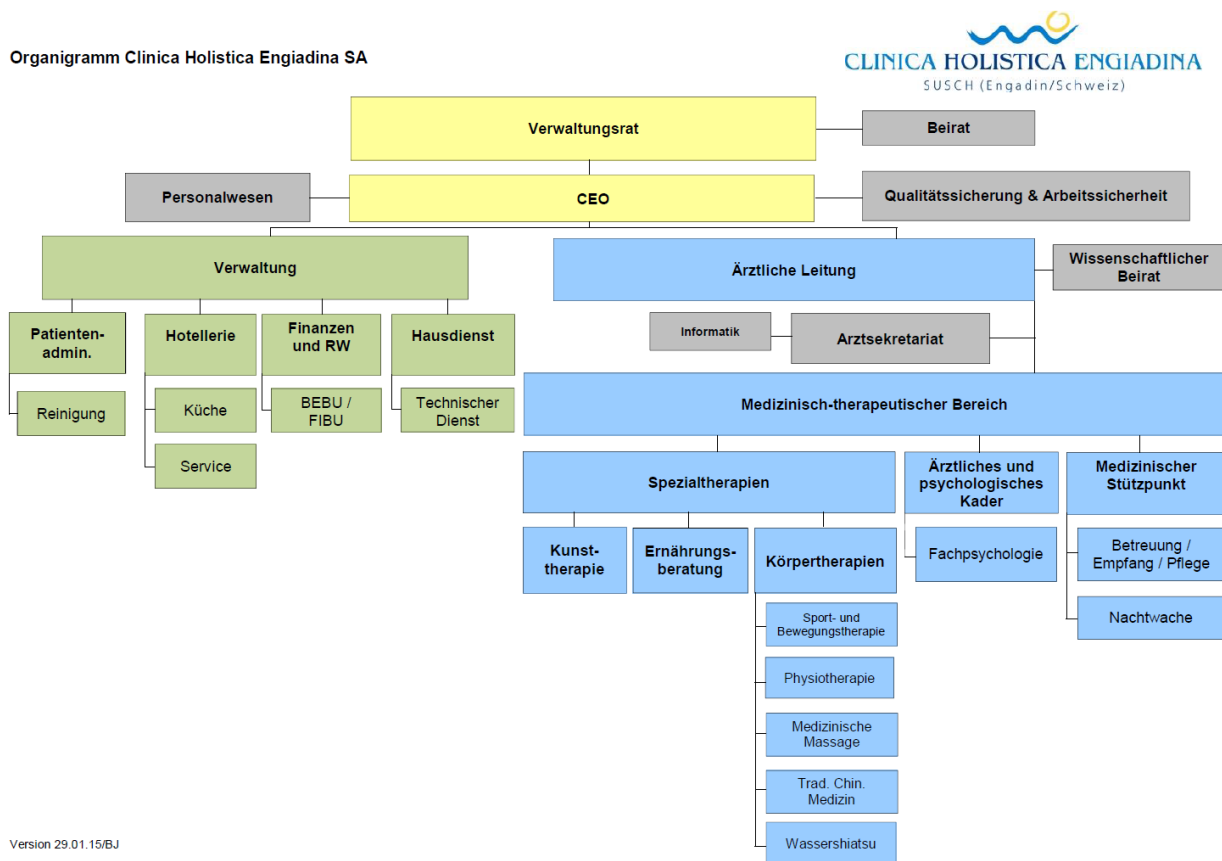 Organigramm Clinica Holistica Engiadina SA
CLINICA HOLISTICA ENGIADINA
SUSCH (Engadin/Schweiz)
Verwaltungsrat
Beirat
Personalwesen
CEO
Qualitätssicherung & Arbeitssicherheit
Verwaltung
Ärztliche Leitung
Wissenschaftlicher
Beirat
Patienten-
admin.
Hotellerie
Finanzen
und RW
Hausdienst
Informatik
Arztsekretariat
Reinigung
Küche
BEBU /
FIBU
Technischer
Dienst
Service
Medizinisch-therapeutischer Bereich
Spezialtherapien
Ärztliches und
psychologisches
Kader
Medizinischer
Stützpunkt
Kunst-
therapie
Ernährungs-
beratung
Körpertherapien
Fachpsychologie
Betreuung /
Empfang / Pflege
Nachtwache
Sport- und
Bewegungstherapie
Physiotherapie
Medizinische
Massage
Trad. Chin.
Medizin
Wassershiatsu
Version 29.01.15/BJ